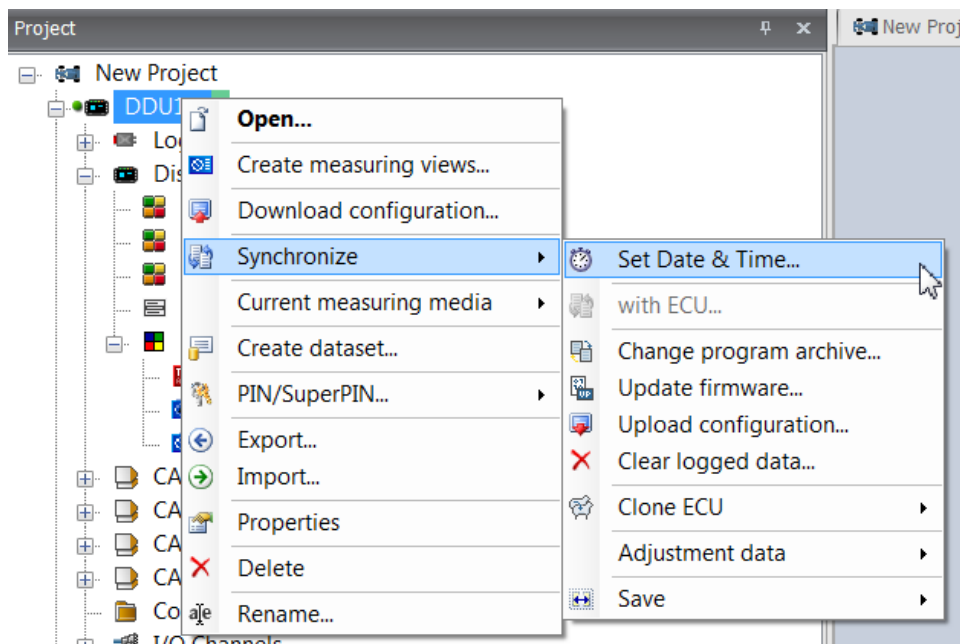 Project
New Proj
New Project
DDU1
Lo
Dis
CA
CA
CA
CA
Co
I/O Channels
Open...
Create measuring views...
Download configuration...
Synchronize
Current measuring media
Create dataset...
PIN/SuperPIN...
Export...
Import...
Properties
Delete
Rename...
Set Date & Time...
with ECU...
Change program archive...
Update firmware...
Upload configuration...
Clear logged data...
Clone ECU
Adjustment data
Save